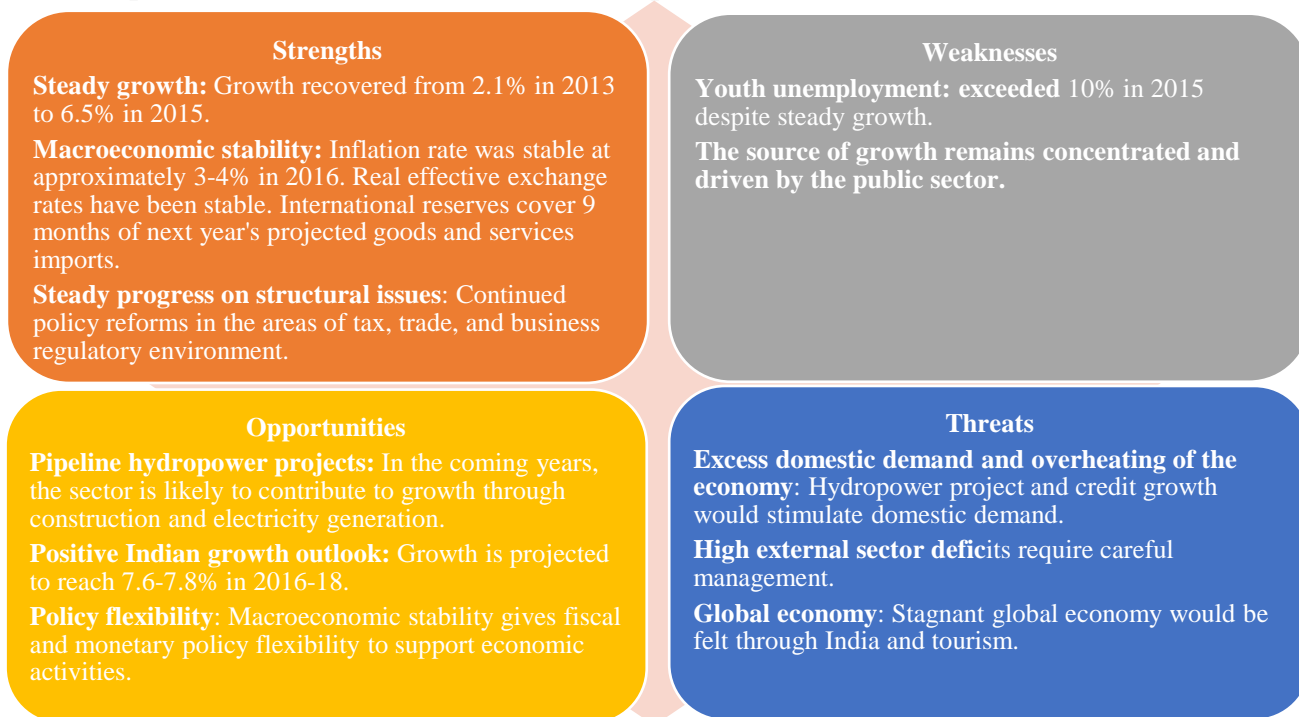 Strengths
Steady growth: Growth recovered from 2.1% in 2013
to 6.5% in 2015.
Macroeconomic stability: Inflation rate was stable at
approximately 3-4% in 2016. Real effective exchange
rates have been stable. International reserves cover 9
months of next year's projected goods and services
imports.
Steady progress on structural issues: Continued
policy reforms in the areas of tax, trade, and business
regulatory environment.
Weaknesses
Youth unemployment: exceeded 10% in 2015
despite steady growth.
The source of growth remains concentrated and
driven by the public sector.
Opportunities
Pipeline hydropower projects: In the coming years,
the sector is likely to contribute to growth through
construction and electricity generation.
Positive Indian growth outlook: Growth is projected
to reach 7.6-7.8% in 2016-18.
Policy flexibility: Macroeconomic stability gives fiscal
and monetary policy flexibility to support economic
activities.
Threats
Excess domestic demand and overheating of the
economy: Hydropower project and credit growth
would stimulate domestic demand.
High external sector deficits require careful
management.
Global economy: Stagnant global economy would be
felt through India and tourism.